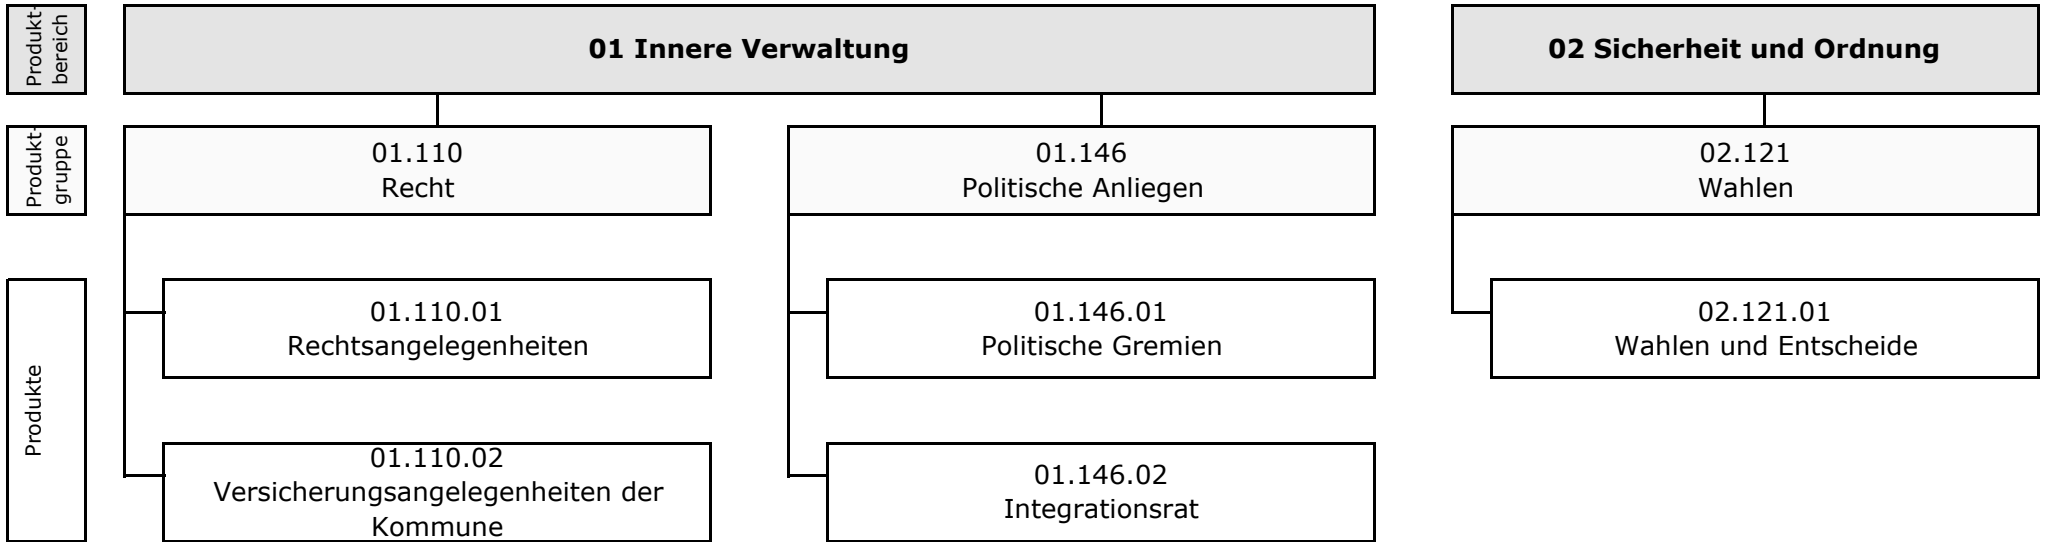 Produkt-
bereich
01 Innere Verwaltung
02 Sicherheit und Ordnung
Produkt-
gruppe
01.110
Recht
01.146
Politische Anliegen
02.121
Wahlen
Produkte
01.110.01
Rechtsangelegenheiten
01.146.01
Politische Gremien
02.121.01
Wahlen und Entscheide
01.110.02
Versicherungsangelegenheiten der
Kommune
01.146.02
Integrationsrat